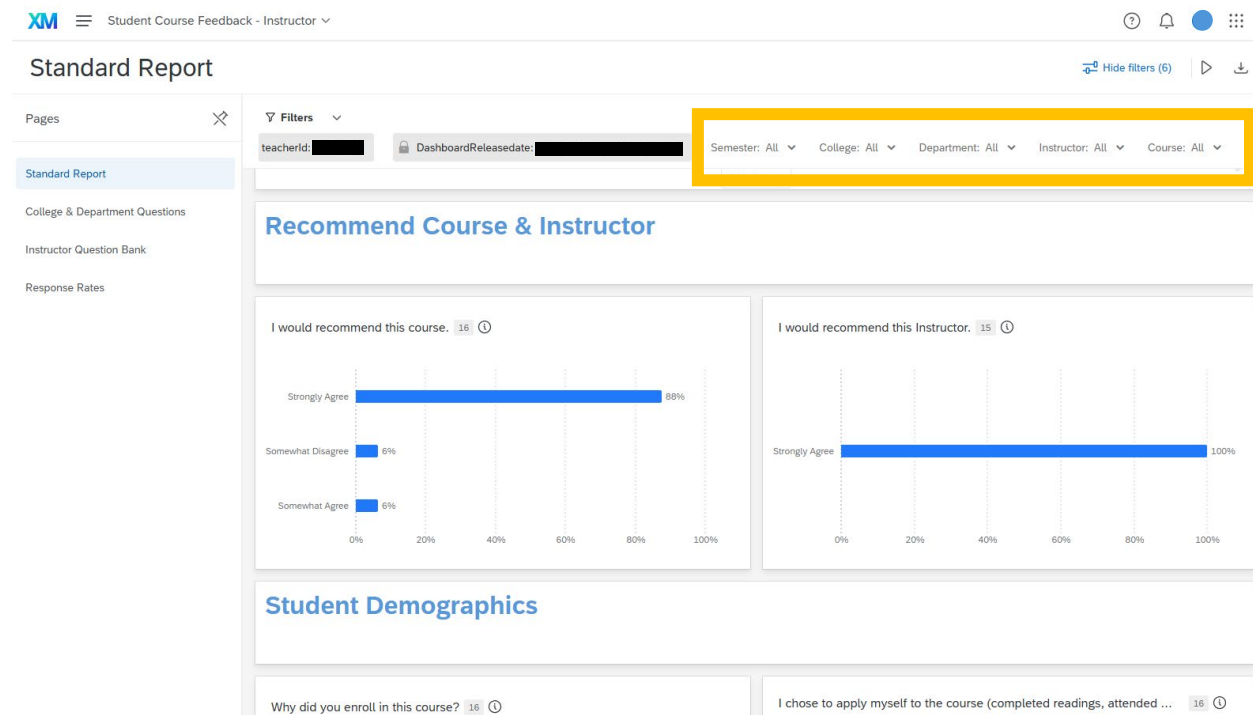 XM Student Course Feedback - Instructor
Standard Report
Hide filters (6)
Pages
Standard Report
College & Department Questions
Instructor Question Bank
Response Rates
Filters
teacherId: DashboardReleasedate: Semester: All College: All Department: All Instructor: All Course: All
Recommend Course & Instructor
I would recommend this course. 16
Strongly Agree 88%
Somewhat Disagree 6%
Somewhat Agree 6%
0% 20% 40% 60% 80% 100%
I would recommend this Instructor. 15
Strongly Agree 100%
0% 20% 40% 60% 80% 100%
Student Demographics
Why did you enroll in this course? 16
I chose to apply myself to the course (completed readings, attended ... 16